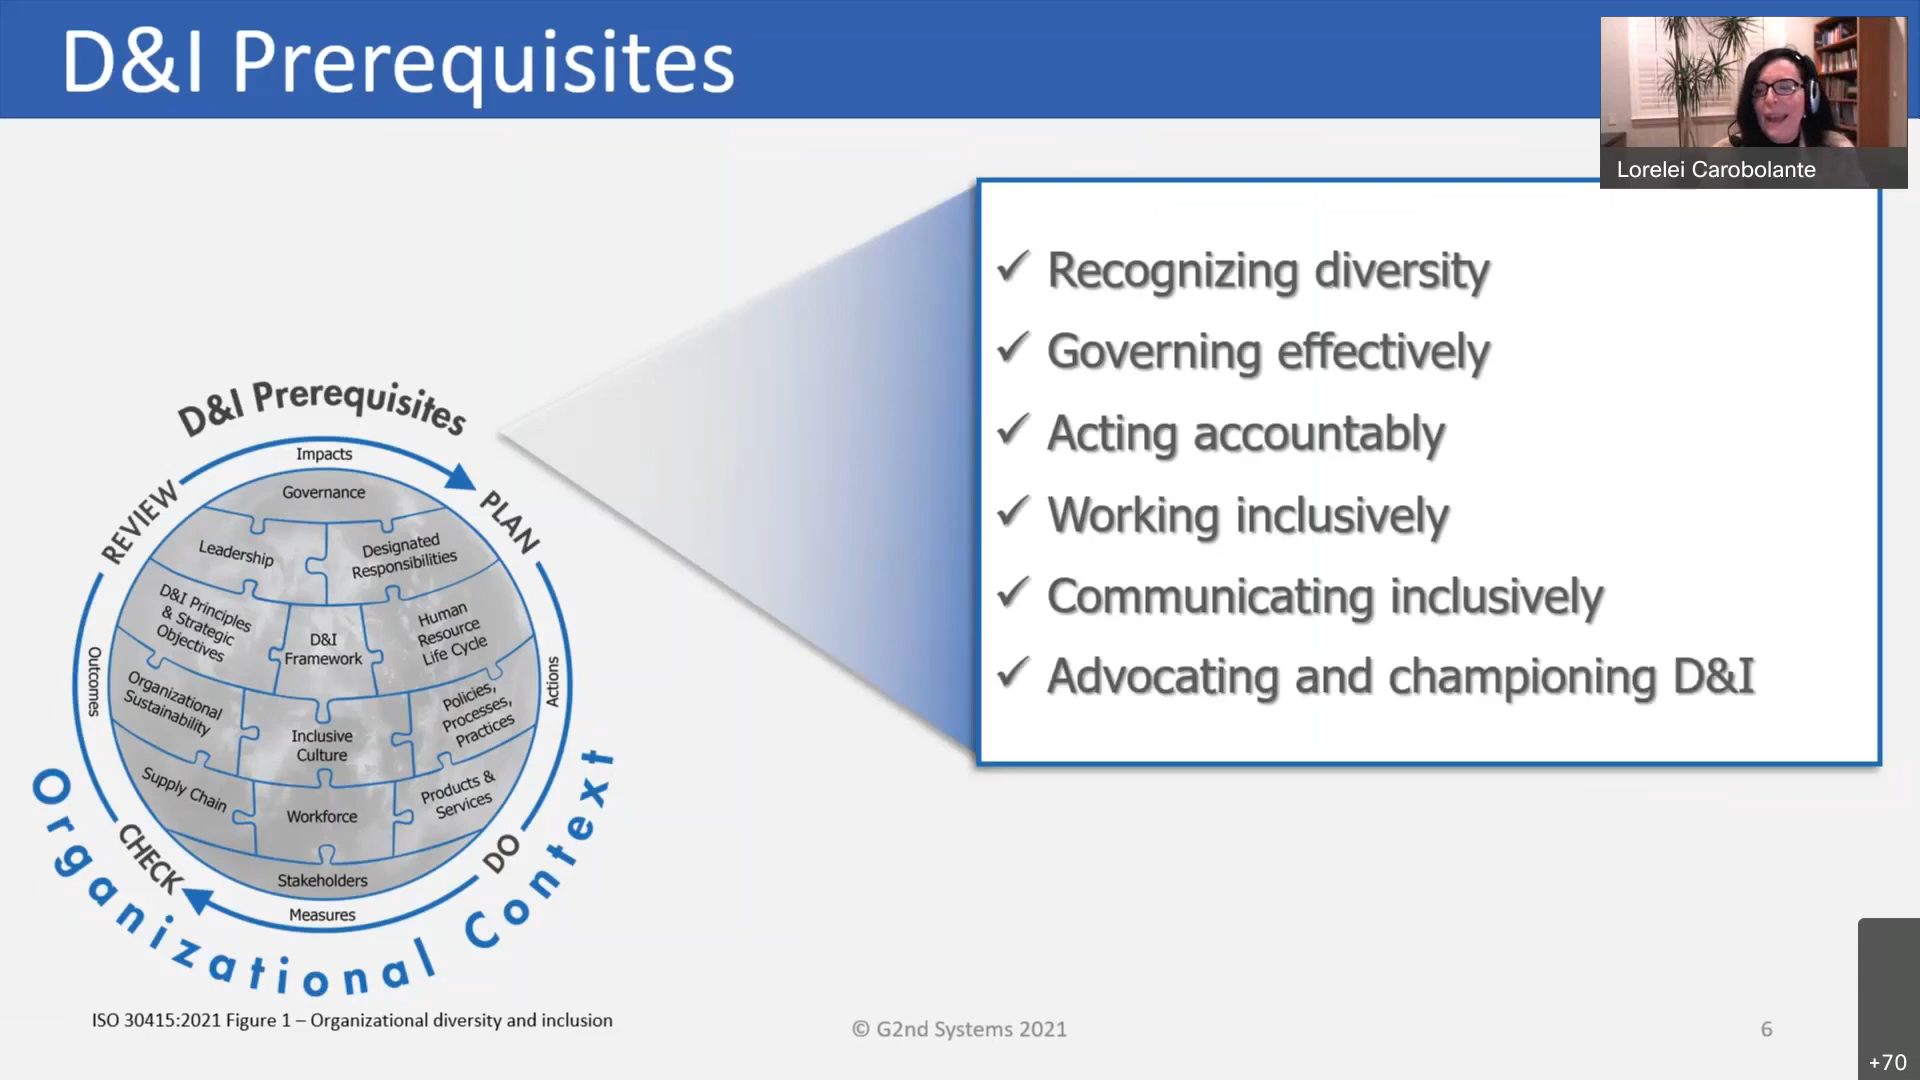 D&I Prerequisites
Lorelei Carobolante
✓ Recognizing diversity
✓ Governing effectively
✓ Acting accountably
✓ Working inclusively
✓ Communicating inclusively
✓ Advocating and championing D&I
D&I Prerequisites
Impacts
REVIEW
PLAN
Governance
Leadership
Designated
Responsibilities
D&I Principles
& Strategic
Objectives
D&I
Framework
Human
Resource
Life Cycle
Outcomes
Actions
Organizational
Sustainability
Inclusive
Culture
Policies,
Processes,
Practices
Supply Chain
Workforce
Products &
Services
CHECK
DO
Stakeholders
Measures
Organizational Context
ISO 30415:2021 Figure 1 – Organizational diversity and inclusion
© G2nd Systems 2021
6
+70